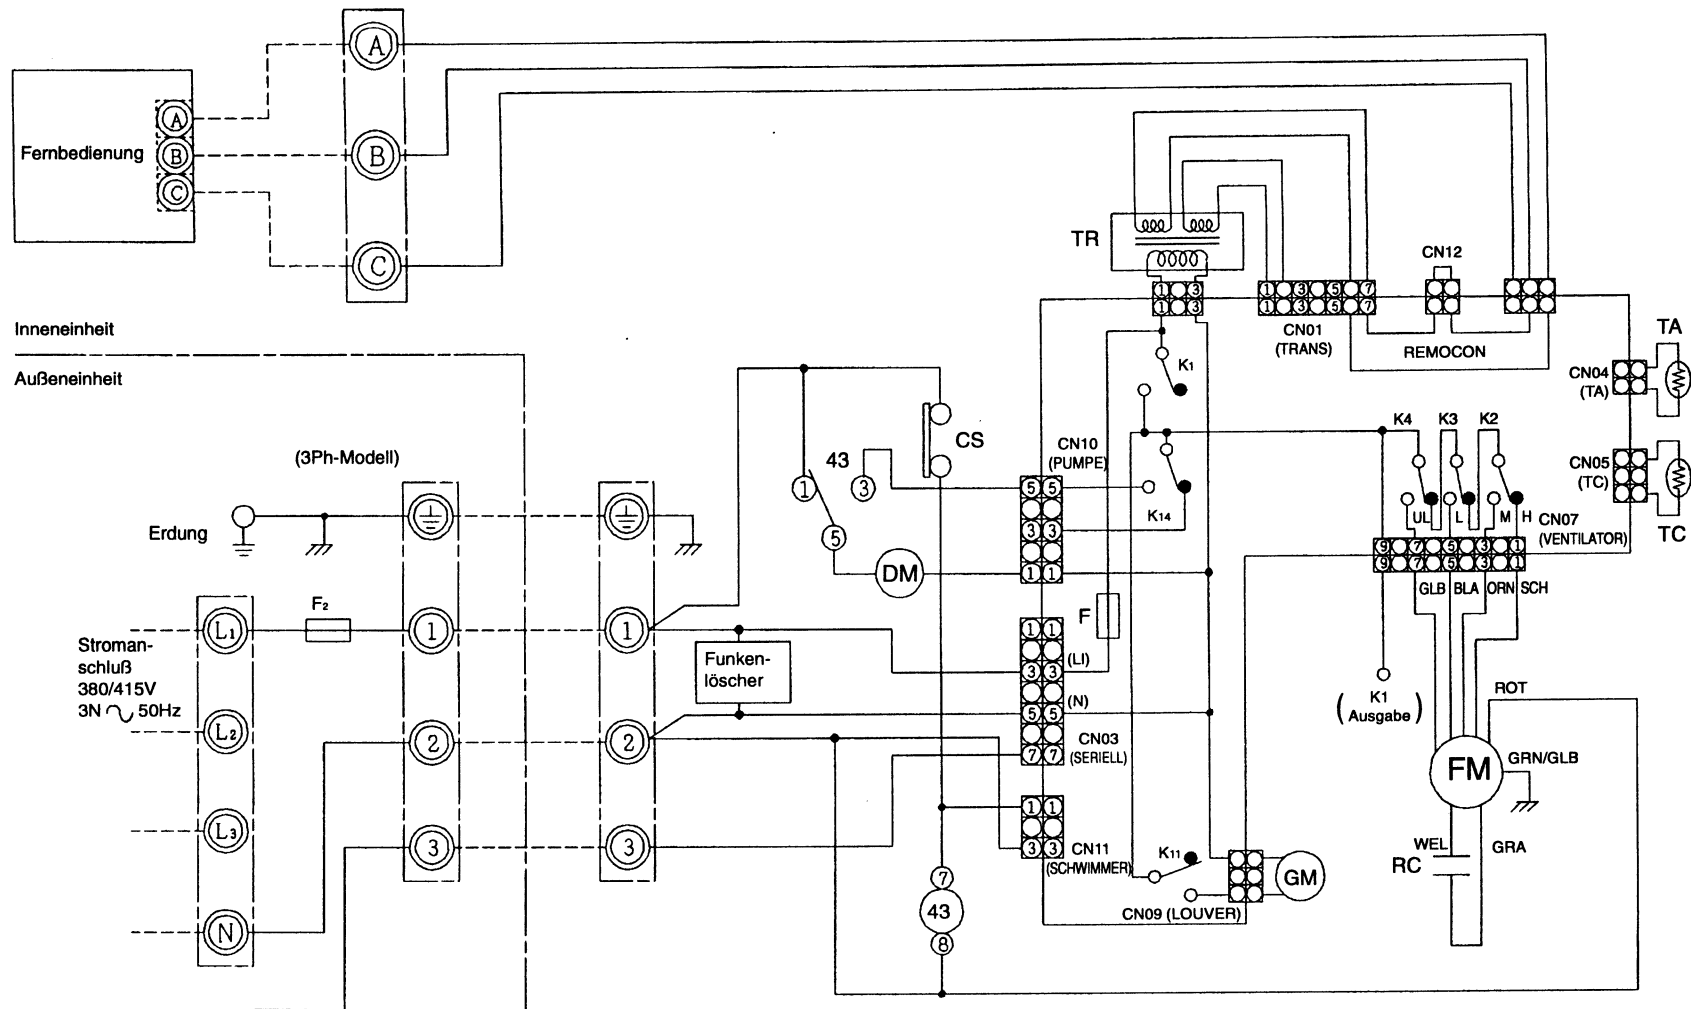 A
A
Fernbedienung
B
B
C
C
TR
CN12
1 3
1 3
1 3 5 7
1 3 5 7
CN01
(TRANS)
REMOCON
TA
CN04
(TA)
Inneneinheit
Außeneinheit
K1
CS
43
1
3
5
CN10
(PUMPE)
K4
K3
K2
CN05
(TC)
TC
5 5
3 3
1 1
K14
UL
L
M
H
CN07
(VENTILATOR)
9 7 5 3 1
9 7 5 3 1
GLB
BLA
ORN
SCH
(3Ph-Modell)
Erdung
DM
F2
F
L1
1
1
Stroman-
schluß
380/415V
3N 50Hz
Funken-
löscher
1 1
3 3
(LI)
(N)
5 5
7 7
CN03
(SERIELL)
L2
2
2
K1
(Ausgabe)
ROT
FM
GRN/GLB
L3
3
3
1 1
3 3
CN11
(SCHWIMMER)
K11
GM
WEL
RC
GRA
CN09 (LOUVER)
N
7
43
8